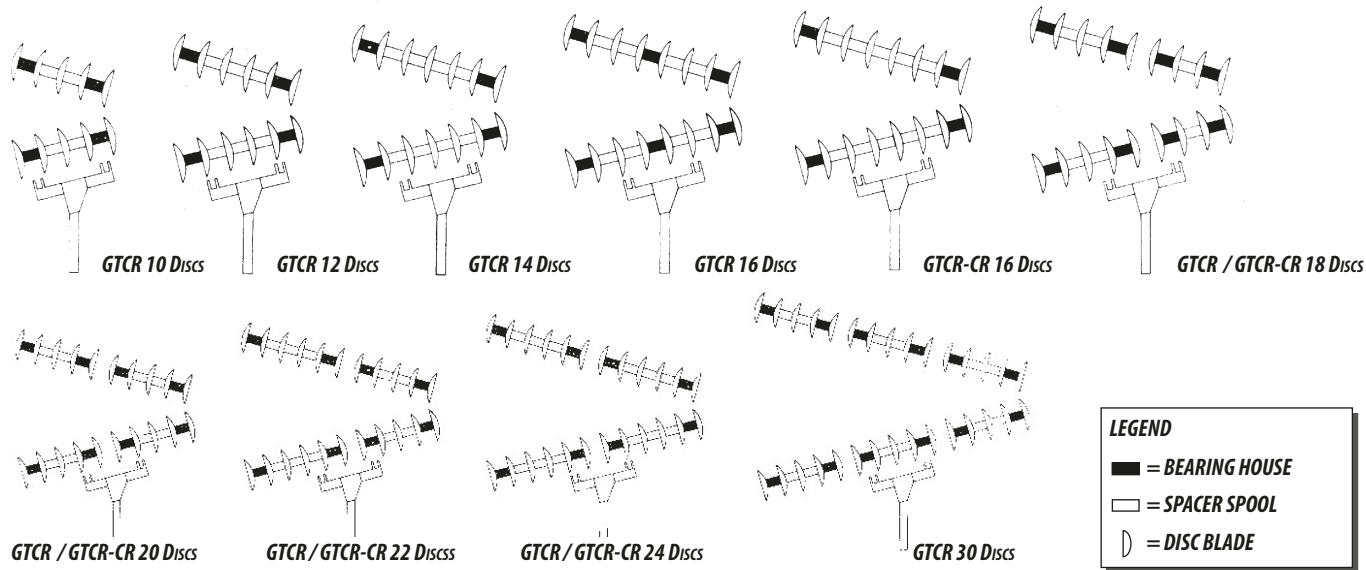 GTCR 10 Discs
GTCR 12 Discs
GTCR 14 Discs
GTCR 16 Discs
GTCR-CR 16 Discs
GTCR / GTCR-CR 18 Discs
GTCR / GTCR-CR 20 Discs
GTCR / GTCR-CR 22 Discss
GTCR / GTCR-CR 24 Discs
GTCR 30 Discs
LEGEND
= BEARING HOUSE
= SPACER SPOOL
= DISC BLADE